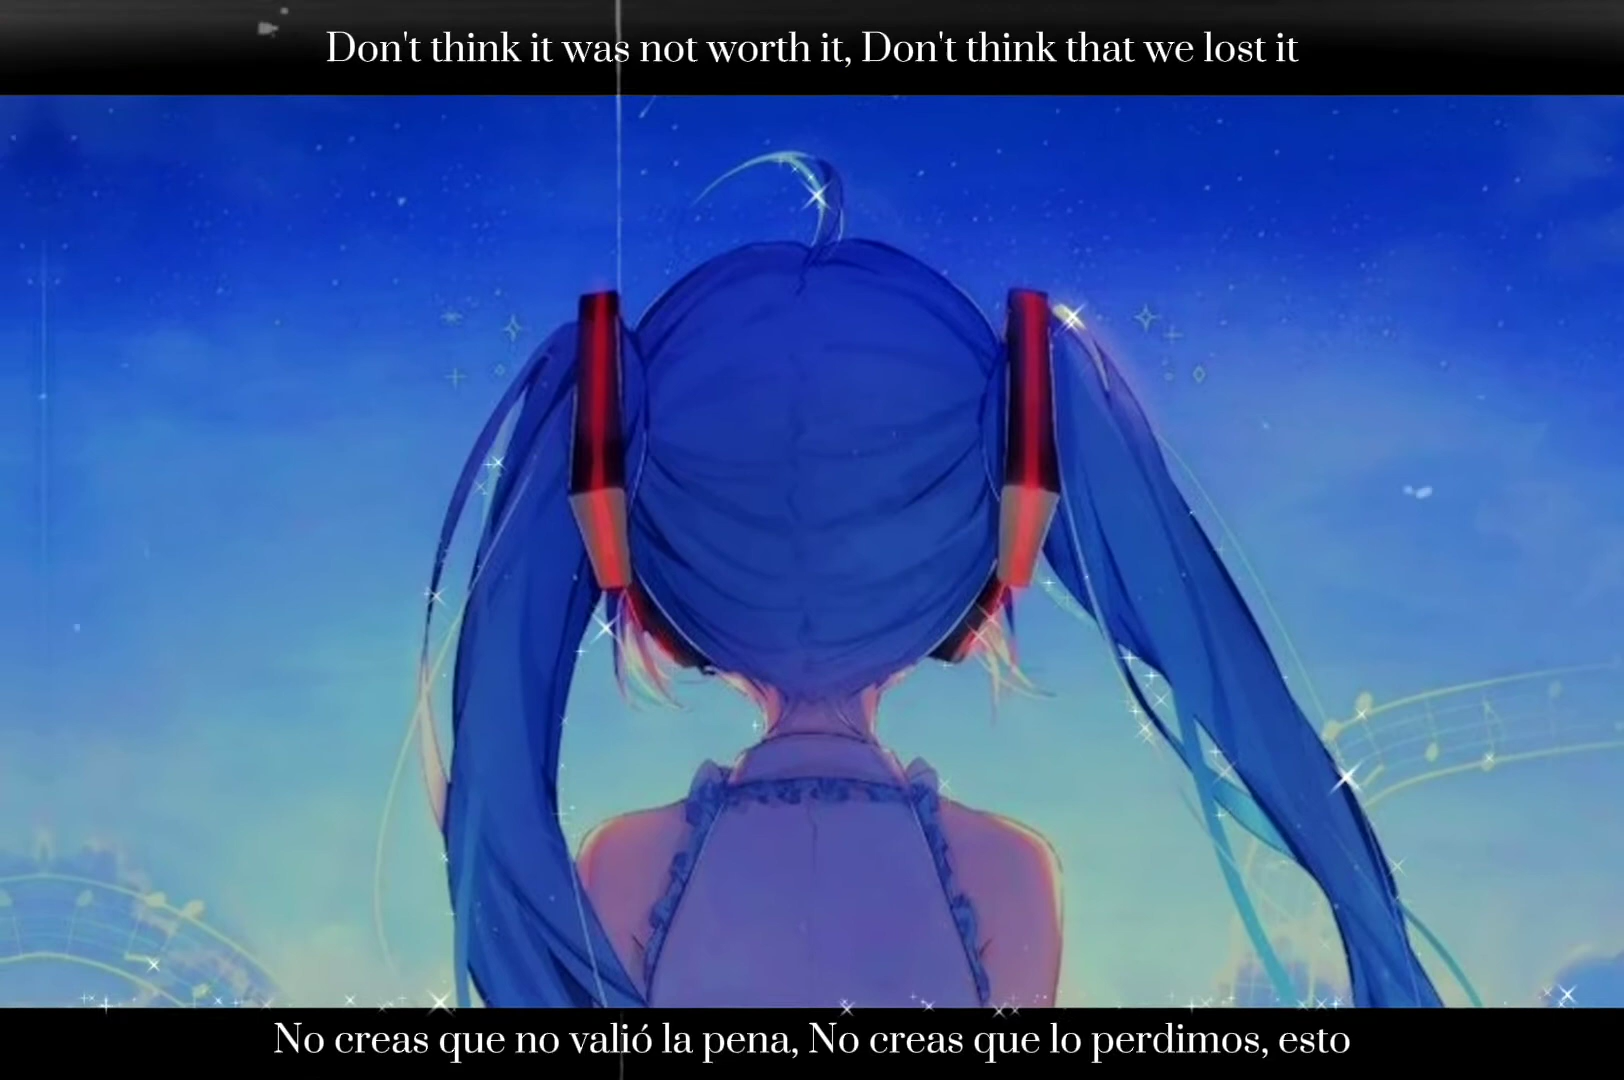 Don't think it was not worth it, Don't think that we lost it
No creas que no valió la pena, No creas que lo perdimos, esto